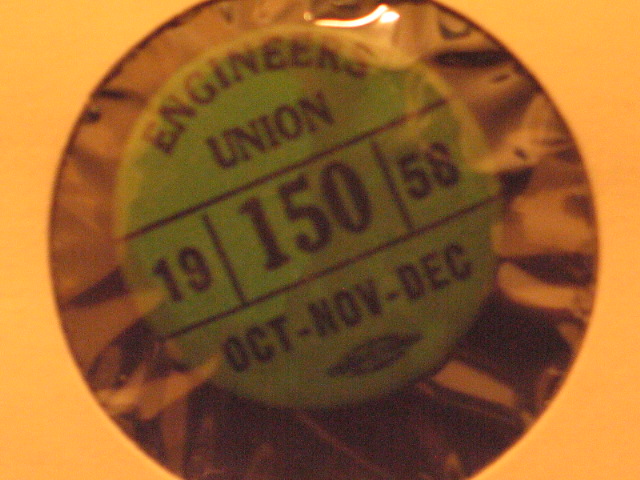 ENGINEERS
UNION
19 150 58
OCT-NOV-DEC